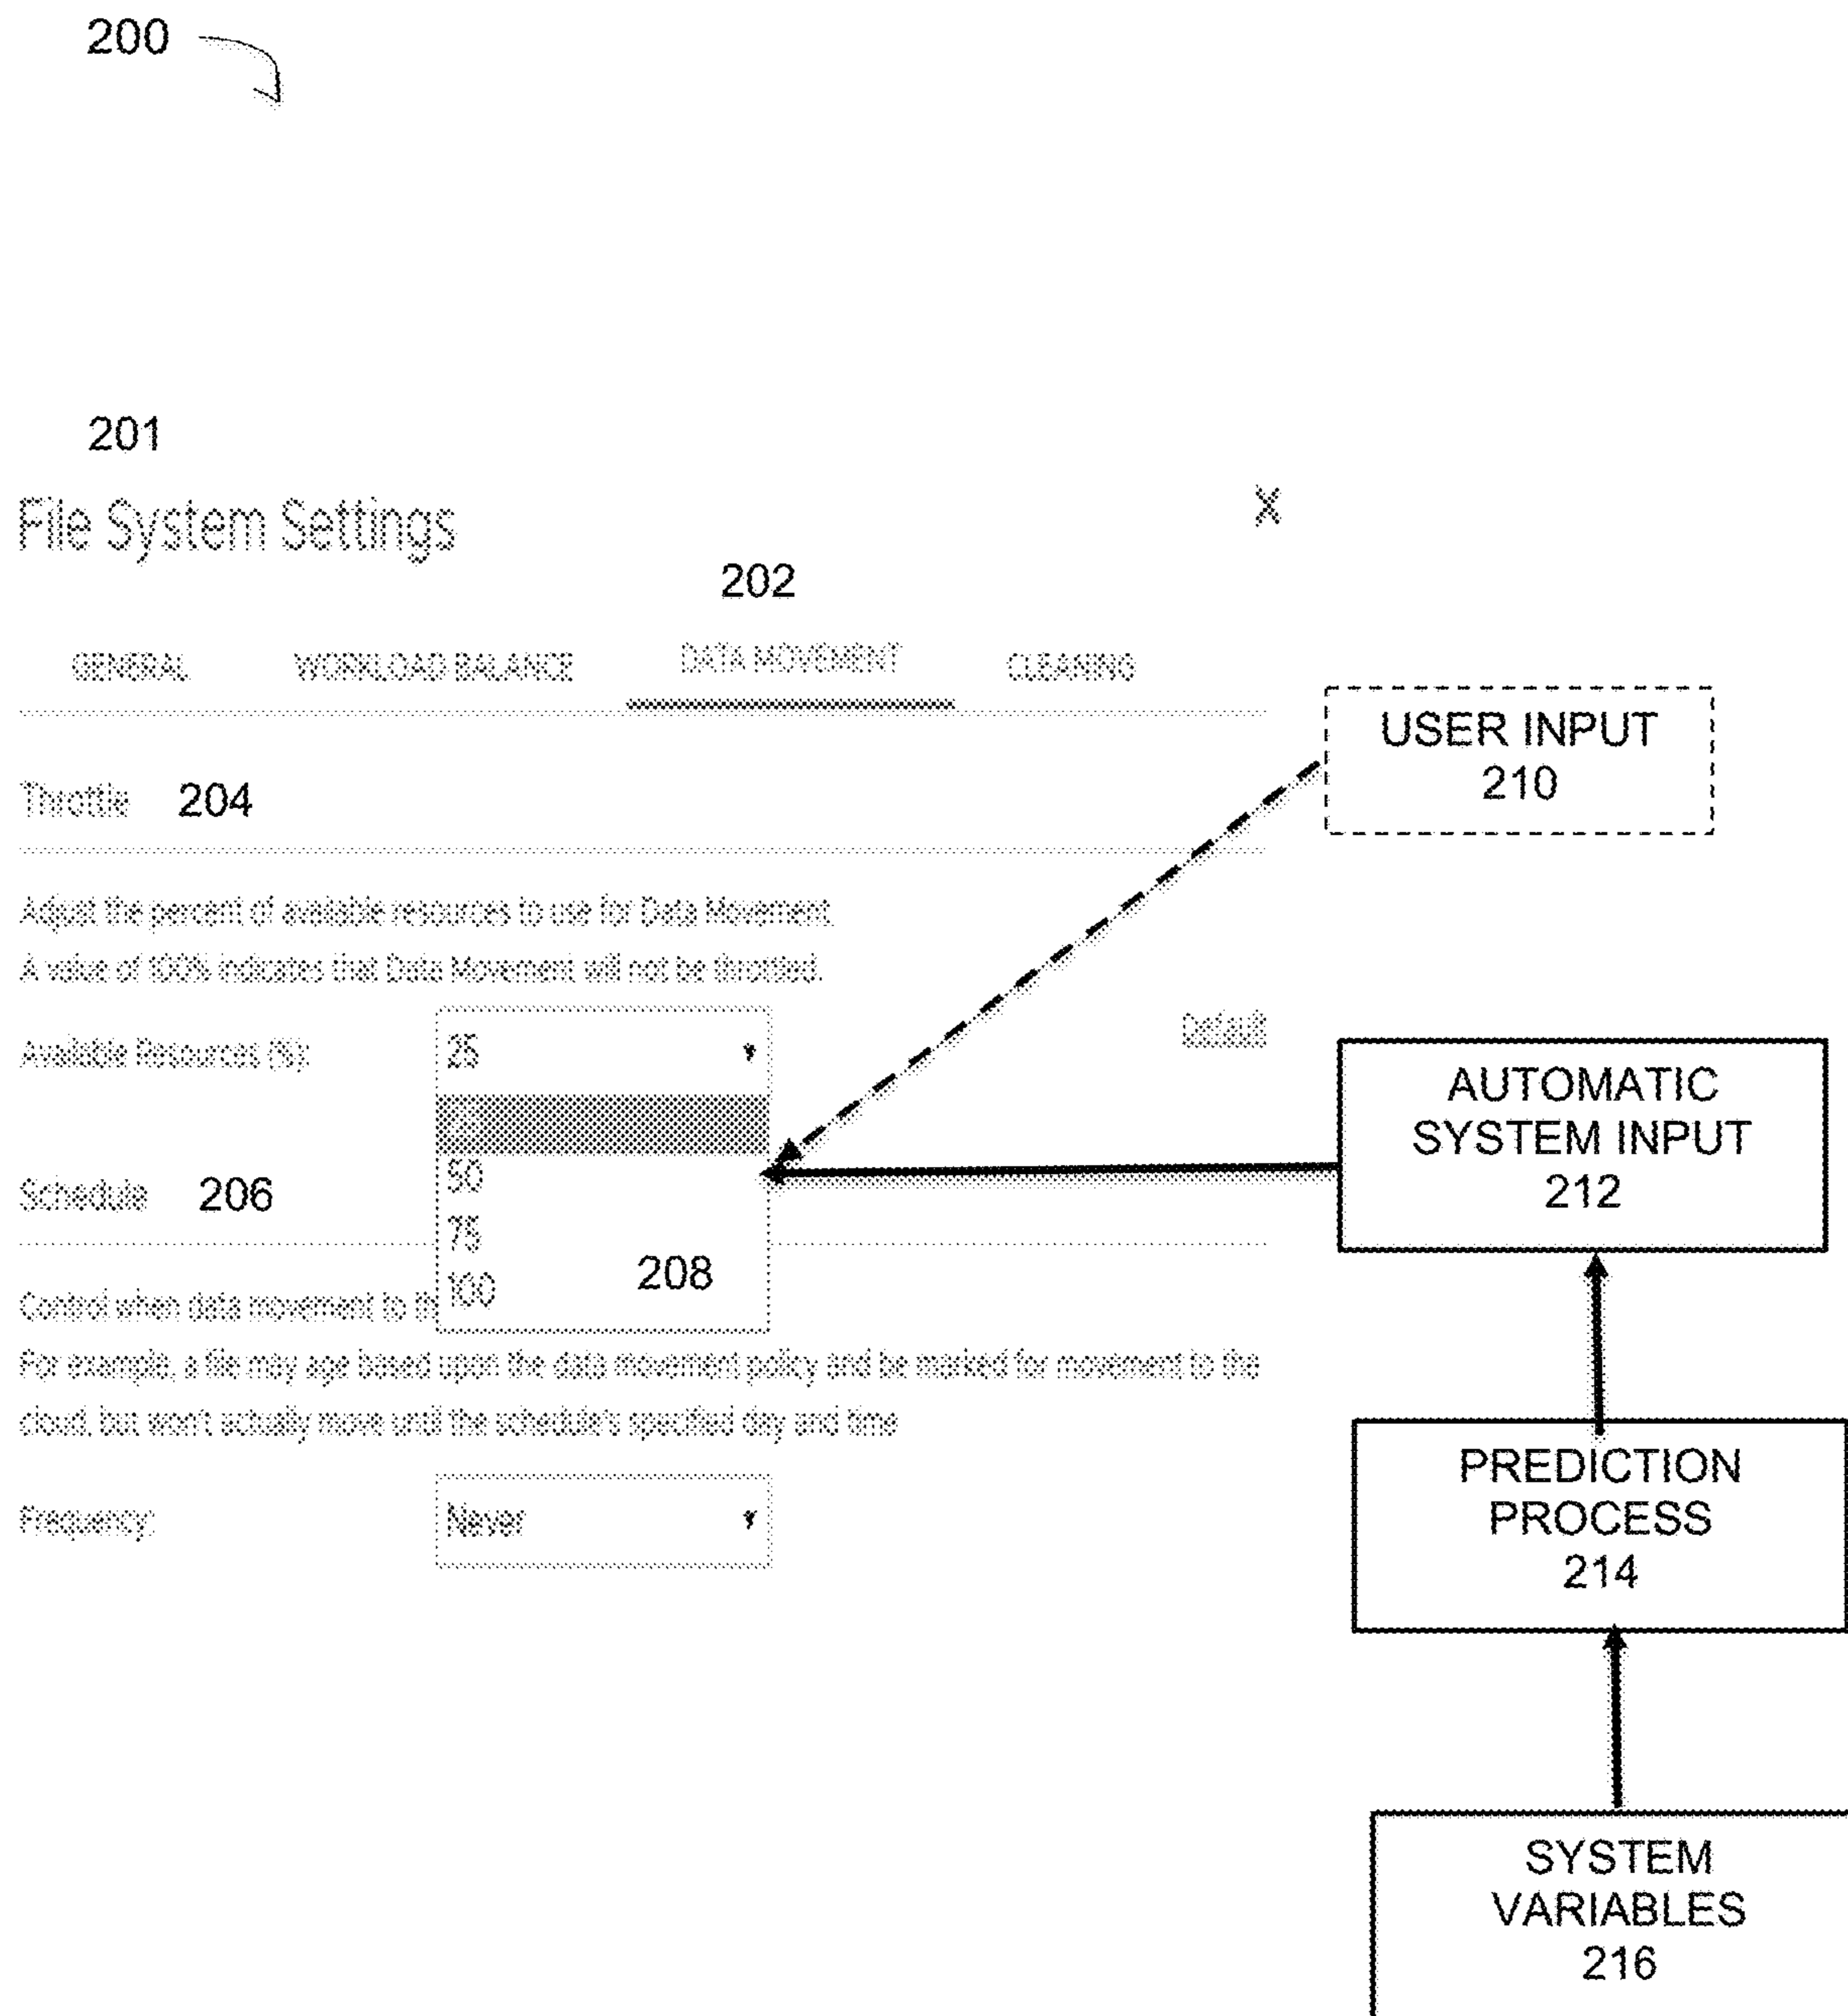 200
201
File System Settings X
202
GENERAL WORKLOAD BALANCE DATA MOVEMENT CLEANING
USER INPUT
210
Throttle 204
Adjust the percent of available resources to use for Data Movement.
A value of 100% indicates that Data Movement will not be throttled.
Available Resources (%): 25 Default
25
50
75
100
208
AUTOMATIC
SYSTEM INPUT
212
Schedule 206
Control when data movement to th
For example, a file may age based upon the data movement policy and be marked for movement to the
cloud, but won't actually move until the schedule's specified day and time
Frequency: Never
PREDICTION
PROCESS
214
SYSTEM
VARIABLES
216